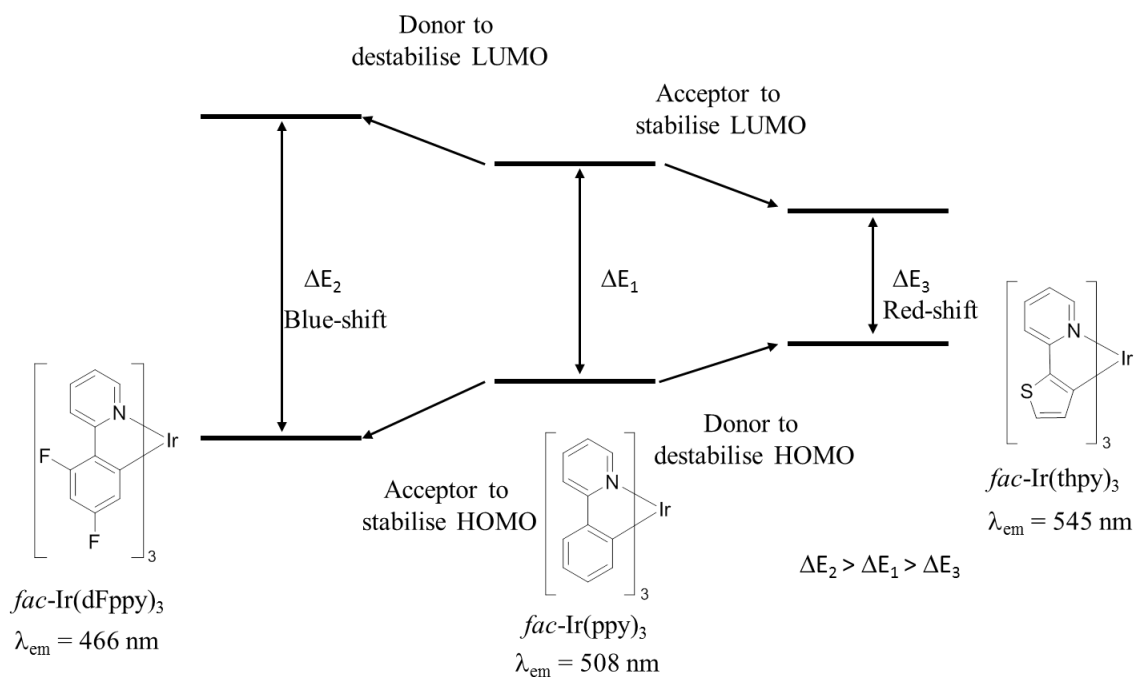 Donor to
destabilise LUMO
Acceptor to
stabilise LUMO
ΔE2
Blue-shift
ΔE1
ΔE3
Red-shift
N
Ir
F
F
3
fac-Ir(dFppy)3
λem = 466 nm
Acceptor to
stabilise HOMO
N
Ir
3
fac-Ir(ppy)3
λem = 508 nm
Donor to
destabilise HOMO
N
Ir
S
3
fac-Ir(thpy)3
λem = 545 nm
ΔE2 > ΔE1 > ΔE3